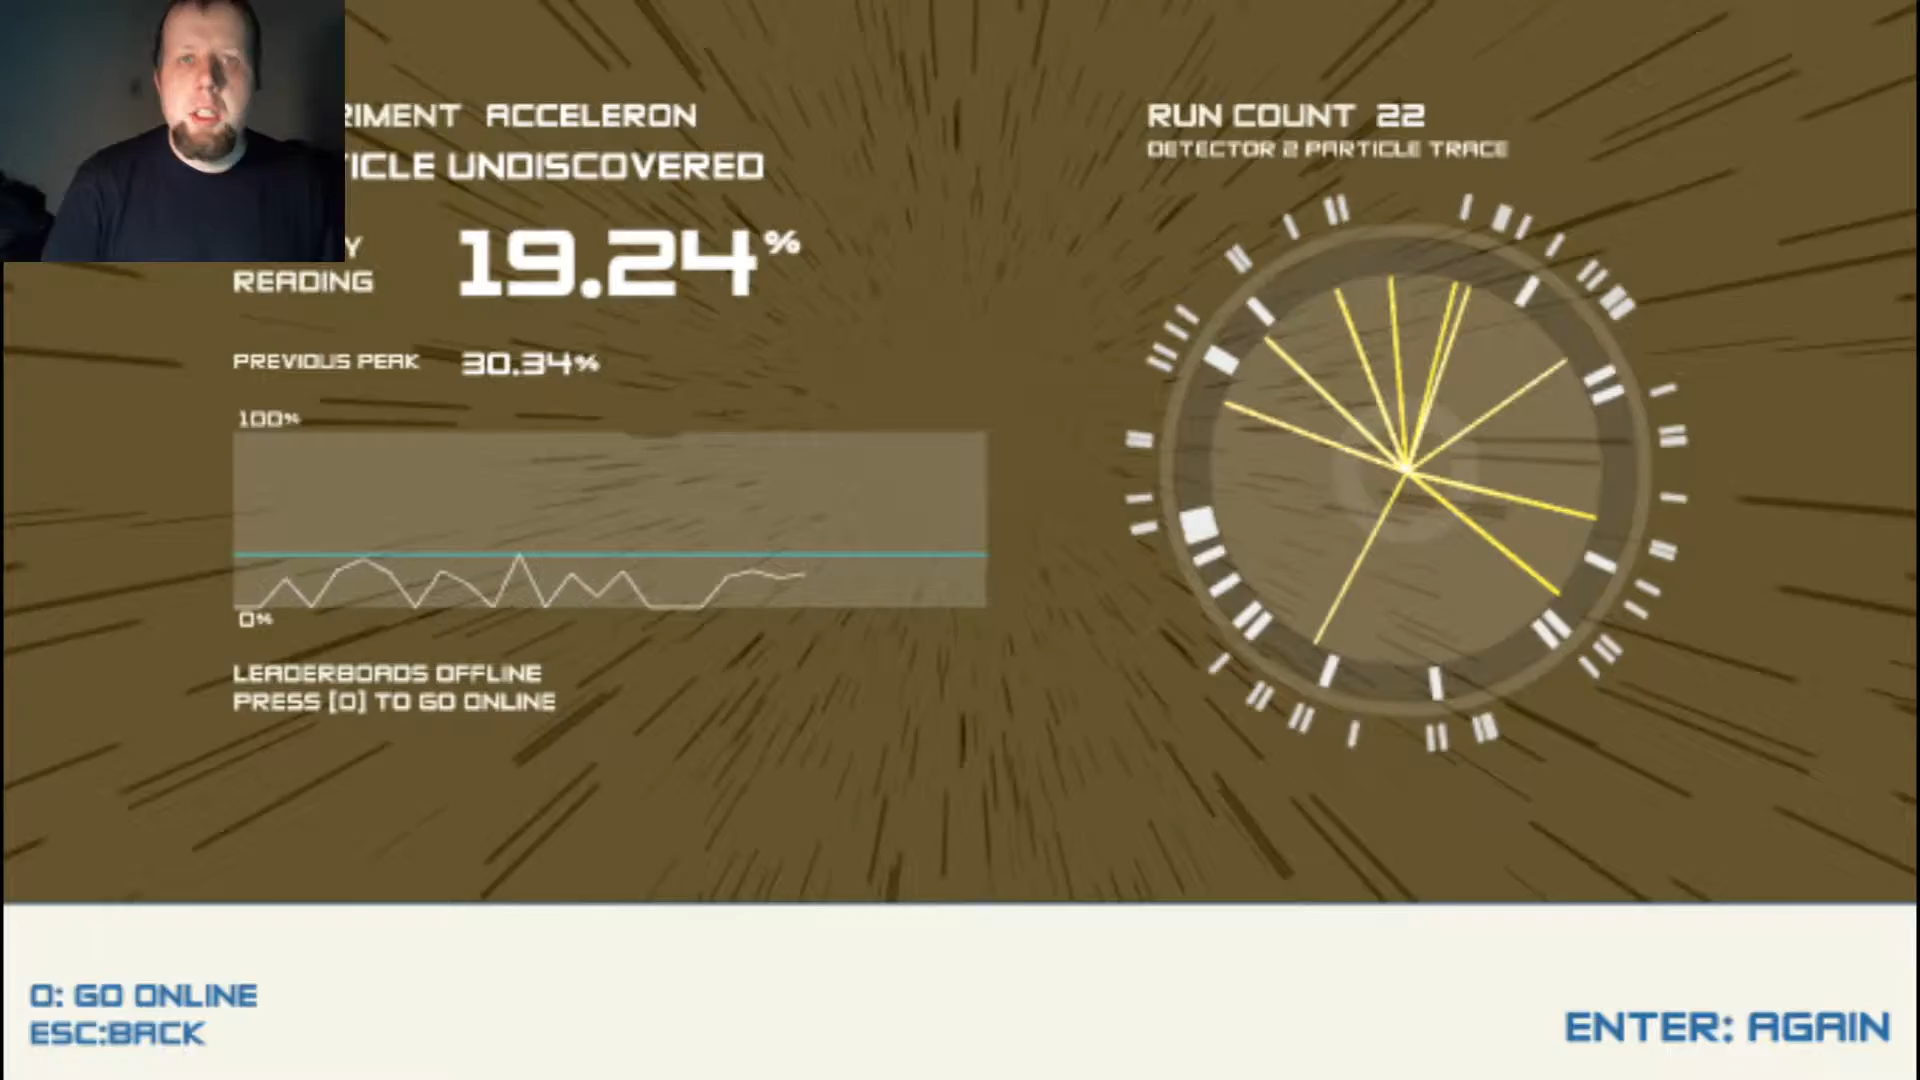 RIMENT ACCELERON
ICLE UNDISCOVERED
Y
READING
19.24%
PREVIOUS PEAK 30.34%
100%
0%
LEADERBOARDS OFFLINE
PRESS [O] TO GO ONLINE
RUN COUNT 22
DETECTOR 2 PARTICLE TRACE
O: GO ONLINE
ESC:BACK
ENTER: AGAIN